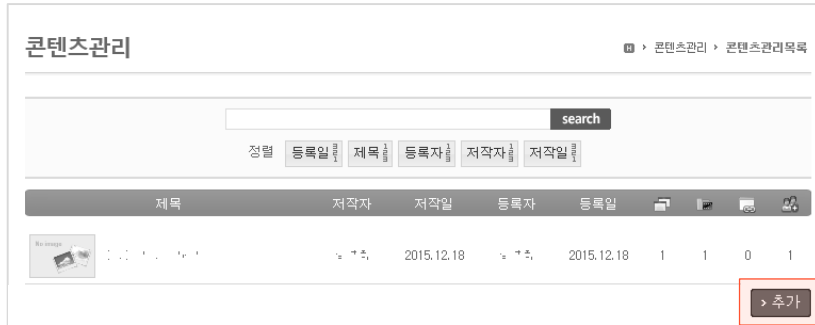 콘텐츠관리
H › 콘텐츠관리 › 콘텐츠관리목록
search
정렬 등록일 제목 등록자 저작자 저작일
제목 저작자 저작일 등록자 등록일
No image
2015.12.18 2015.12.18 1 1 0 1
› 추가